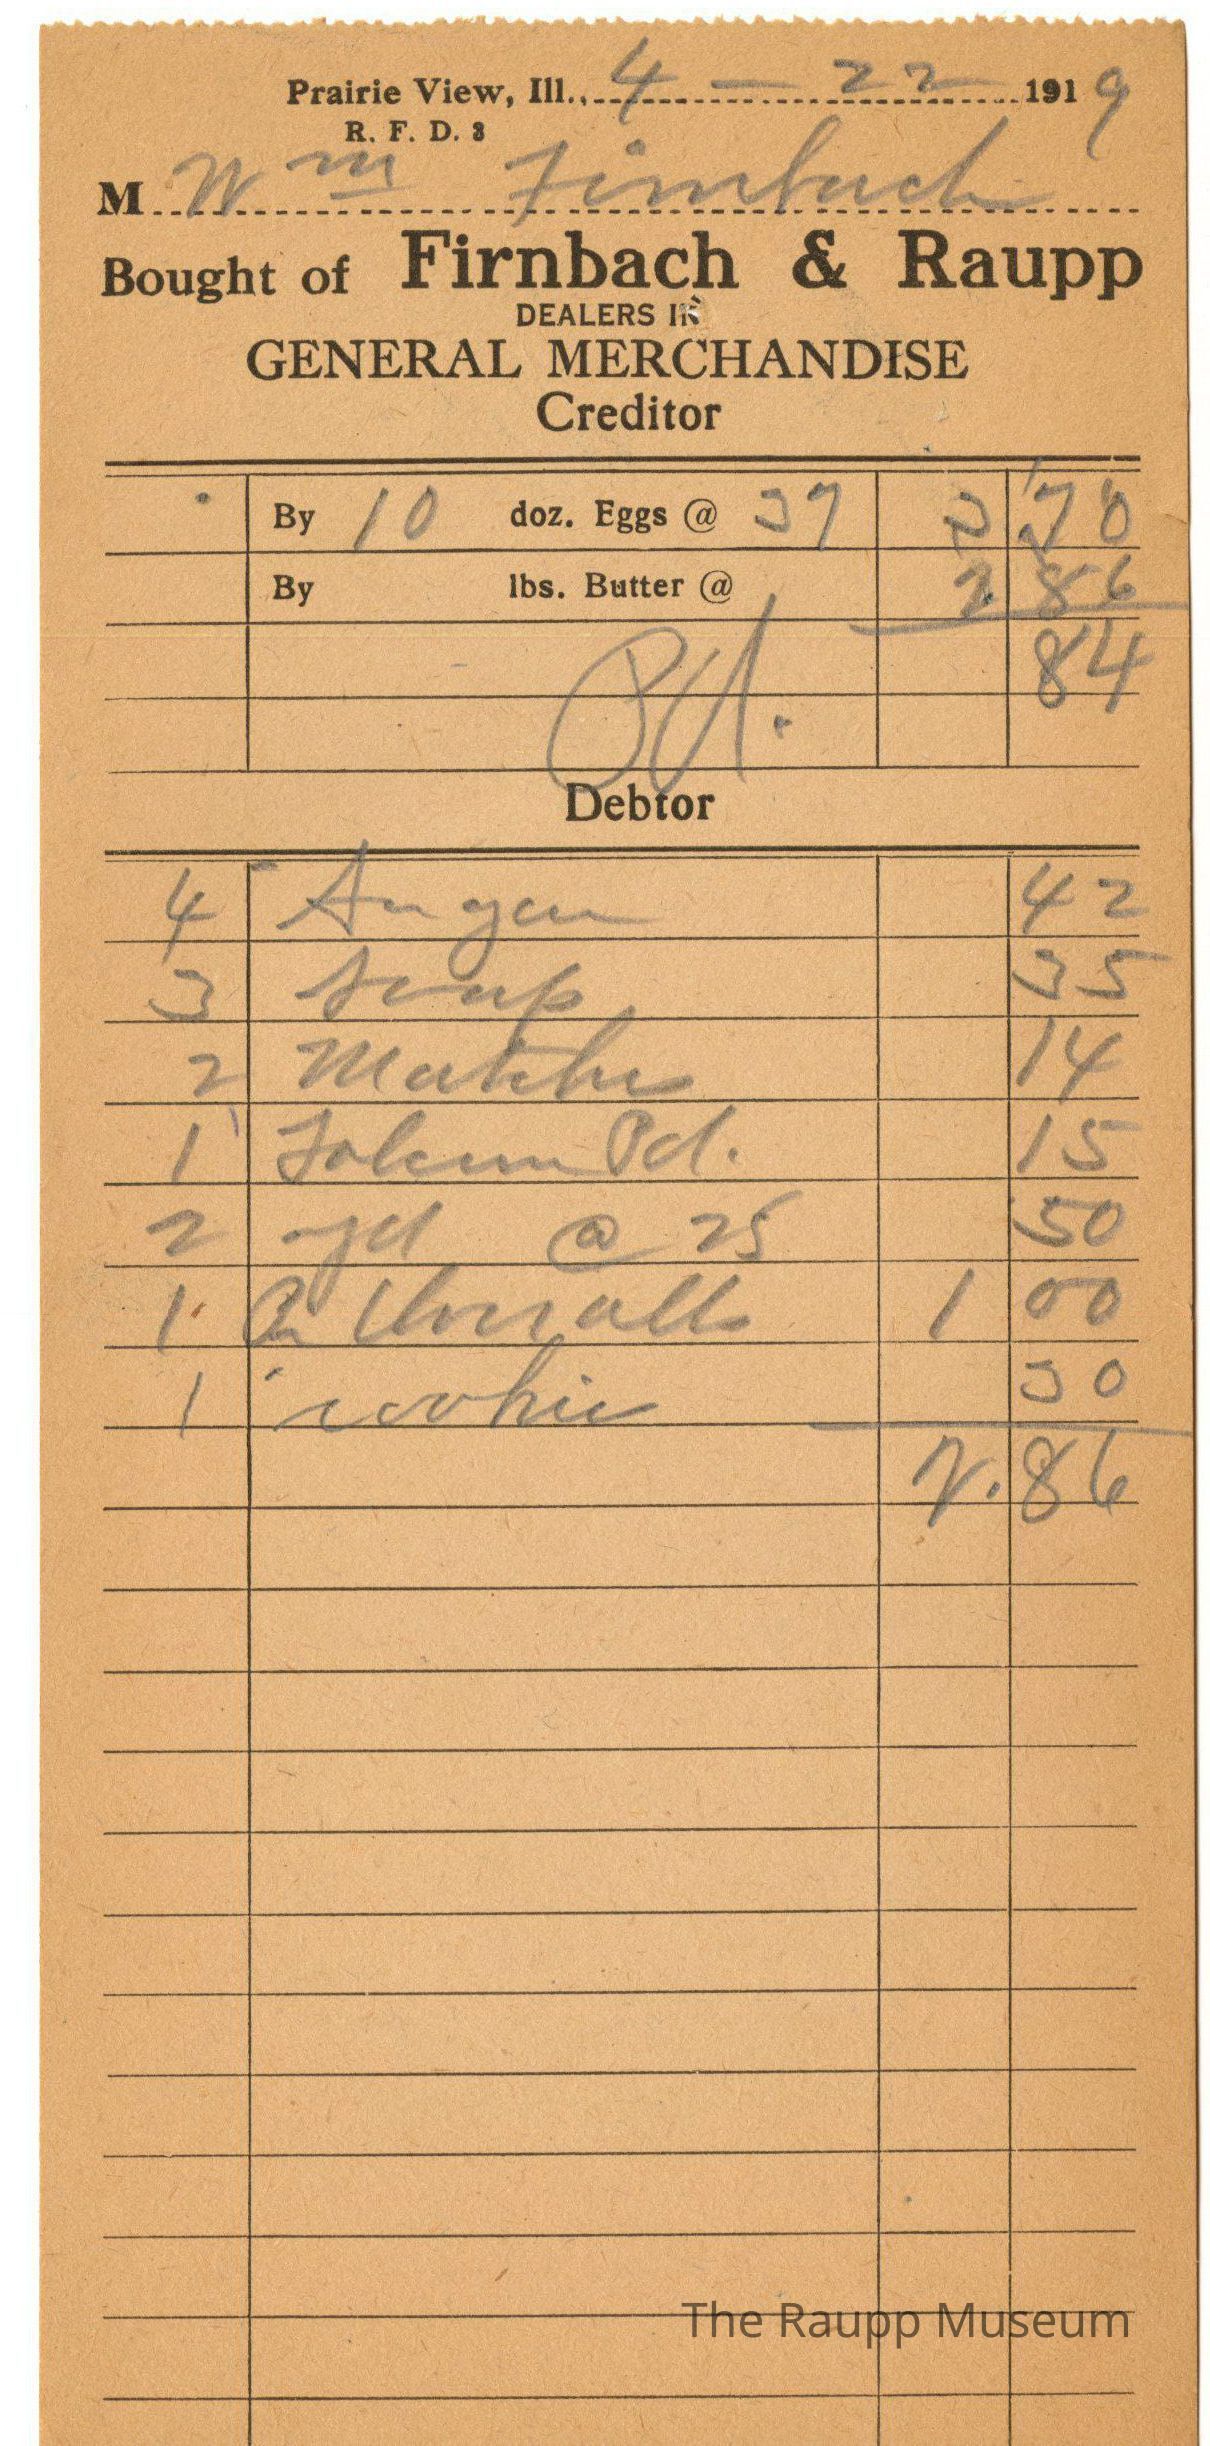 Prairie View, Ill., 4 - 22 1919
R. F. D. 3
M Wm Firnbach
Bought of Firnbach & Raupp
DEALERS IN
GENERAL MERCHANDISE
Creditor
By 10 doz. Eggs @ 37 3 70
By lbs. Butter @ 2 86
84
Pd.
Debtor
4 Sugar 42
3 Soap 35
2 Matches 14
1 Talcum Pd. 15
2 yd @ 25 50
1 Overalls 1 00
1 cookie 30
2.86
The Raupp Museum